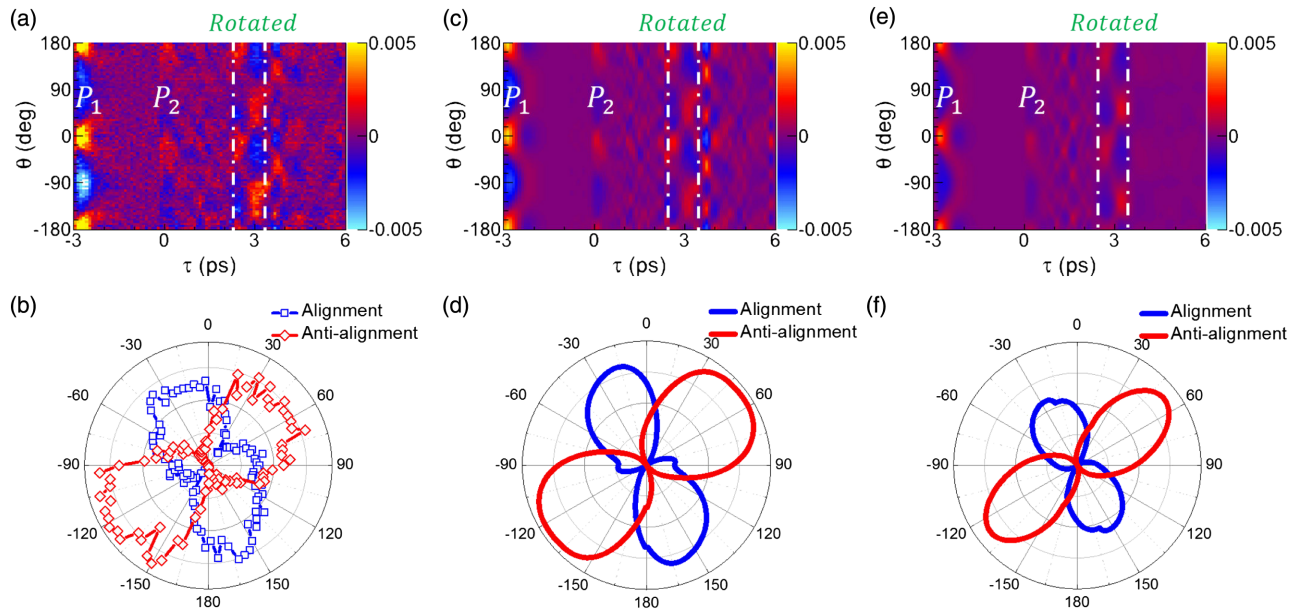 (a)
Rotated
180
90
0
-90
-180
θ (deg)
P1
P2
0.005
0
-0.005
-3
0
3
6
τ (ps)
(c)
Rotated
180
90
0
-90
-180
θ (deg)
P1
P2
0.005
0
-0.005
-3
0
3
6
τ (ps)
(e)
Rotated
180
90
0
-90
-180
θ (deg)
P1
P2
0.005
0
-0.005
-3
0
3
6
τ (ps)
(b)
Alignment
Anti-alignment
0
30
60
90
120
150
180
-150
-120
-90
-60
-30
(d)
Alignment
Anti-alignment
0
30
60
90
120
150
180
-150
-120
-90
-60
-30
(f)
Alignment
Anti-alignment
0
30
60
90
120
150
180
-150
-120
-90
-60
-30